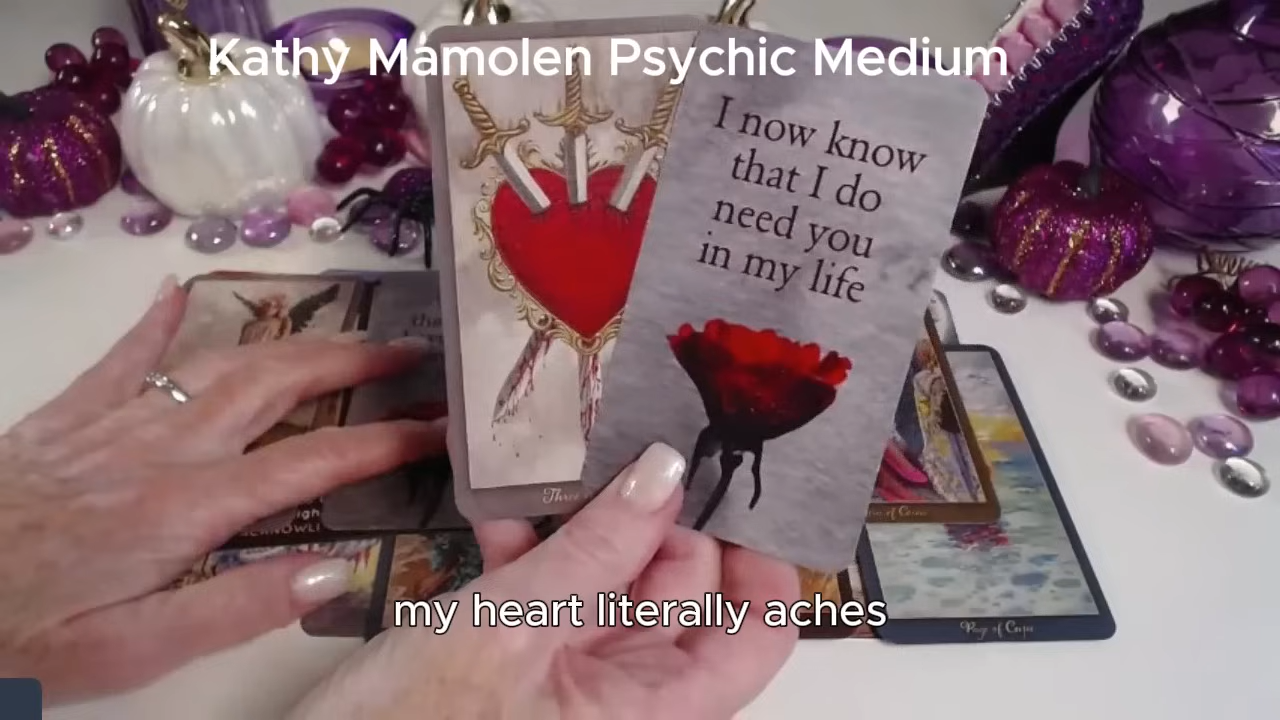 Kathy Mamolen Psychic Medium
I now know
that I do
need you
in my life
Three
my heart literally aches
Page of Cups